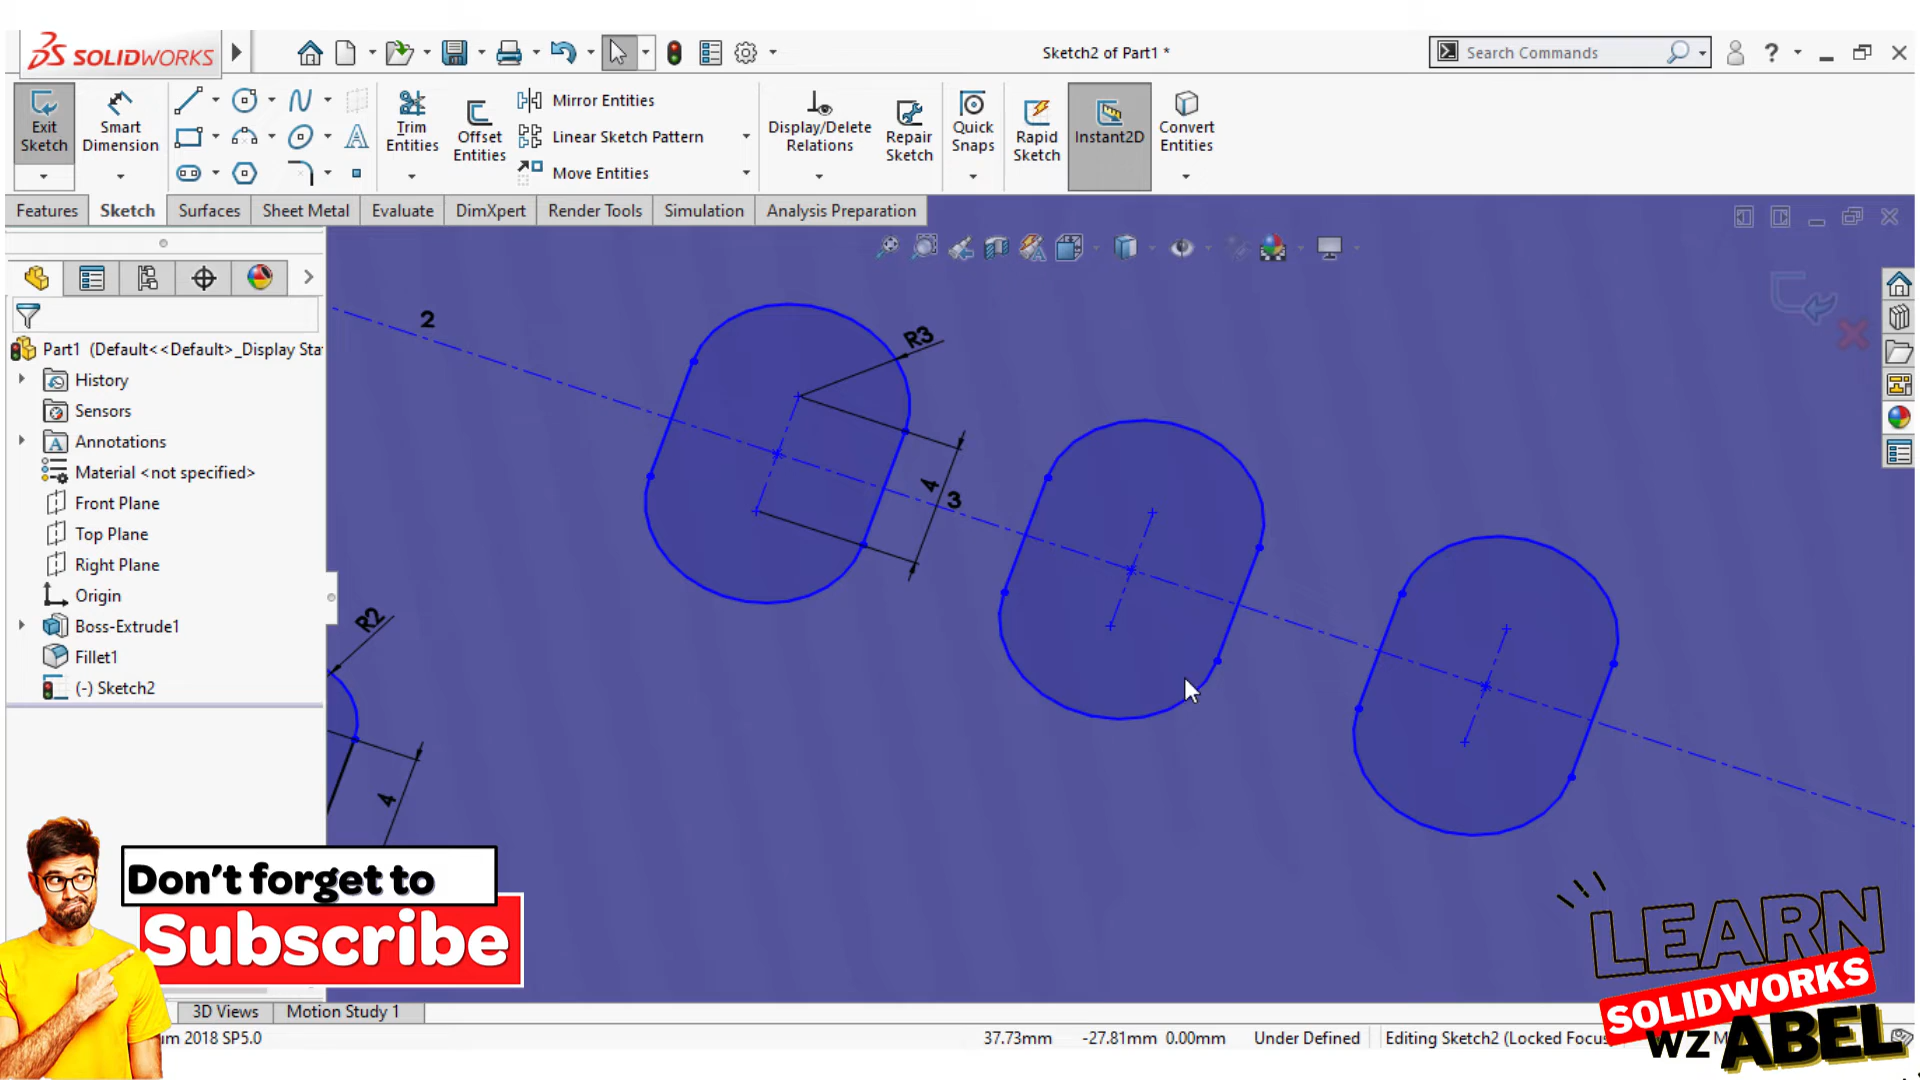 SOLIDWORKS
Sketch2 of Part1 *
Search Commands
?
Exit Sketch
Smart Dimension
Trim Entities
Offset Entities
Mirror Entities
Linear Sketch Pattern
Move Entities
Display/Delete Relations
Repair Sketch
Quick Snaps
Rapid Sketch
Instant2D
Convert Entities
Features
Sketch
Surfaces
Sheet Metal
Evaluate
DimXpert
Render Tools
Simulation
Analysis Preparation
Part1 (Default<<Default>_Display Sta
History
Sensors
Annotations
Material <not specified>
Front Plane
Top Plane
Right Plane
Origin
Boss-Extrude1
Fillet1
(-) Sketch2
2
R3
4
3
R2
4
Don't forget to
Subscribe
LEARN
SOLIDWORKS
WZ ABEL
3D Views
Motion Study 1
um 2018 SP5.0
37.73mm
-27.81mm
0.00mm
Under Defined
Editing Sketch2 (Locked Focus